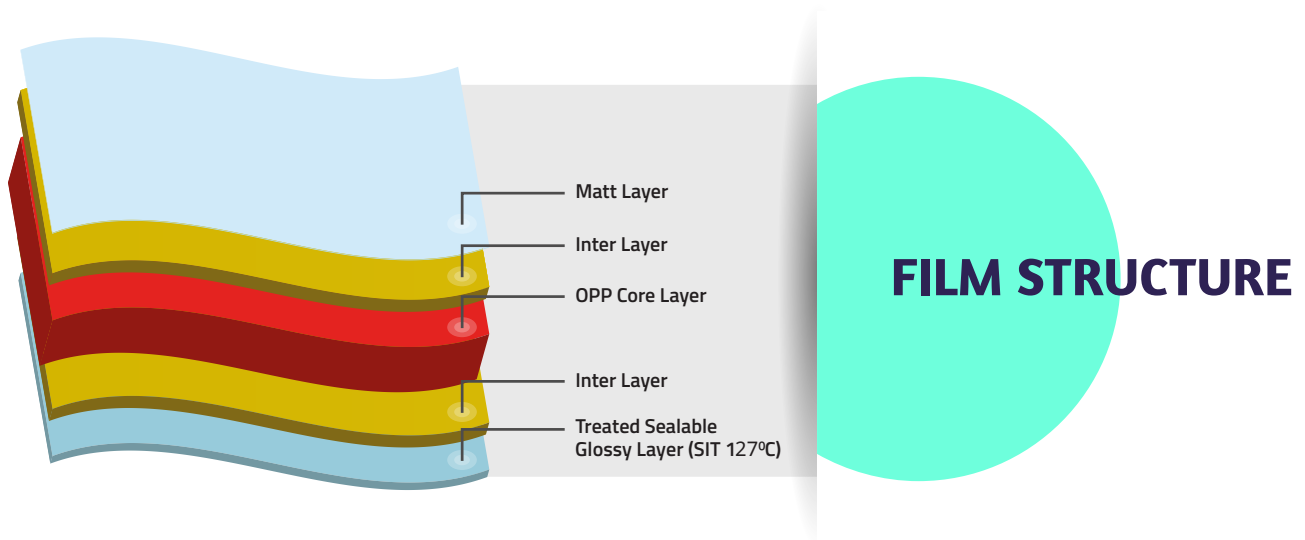 Matt Layer
Inter Layer
OPP Core Layer
Inter Layer
Treated Sealable
Glossy Layer (SIT 127ºC)
FILM STRUCTURE